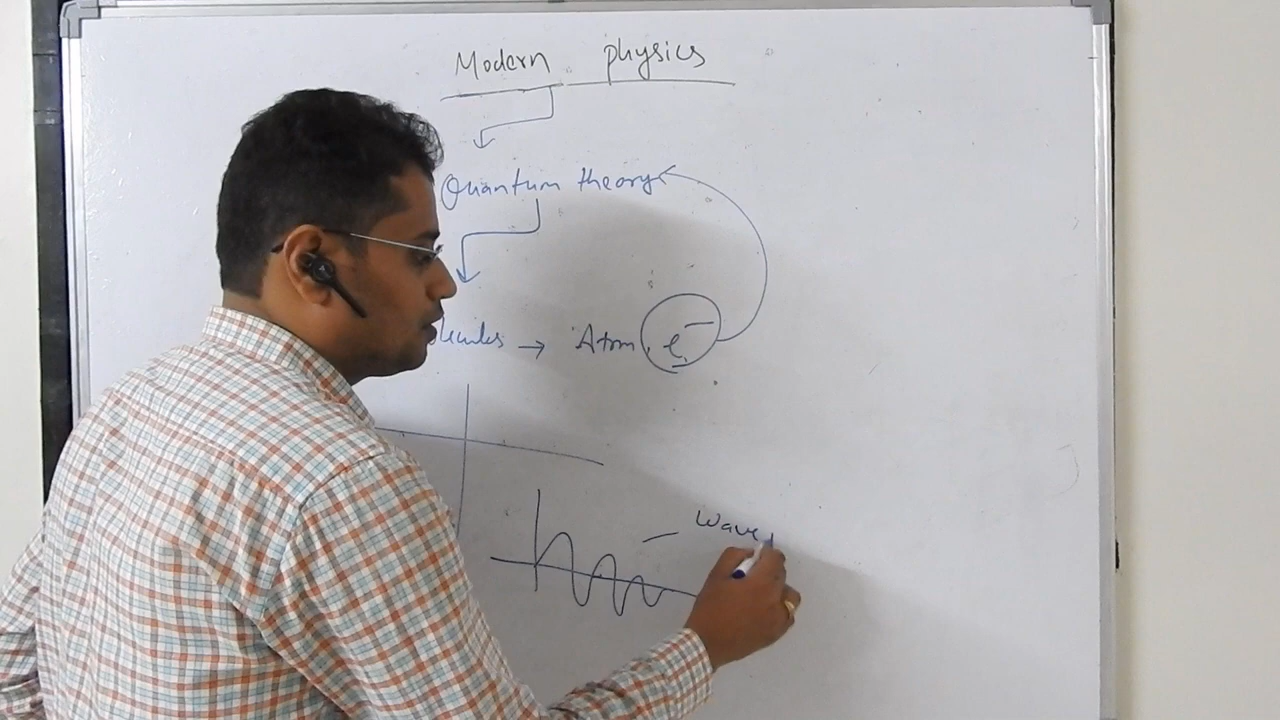 Modern physics
Quantum theory
→ Atom, e⁻
Wave